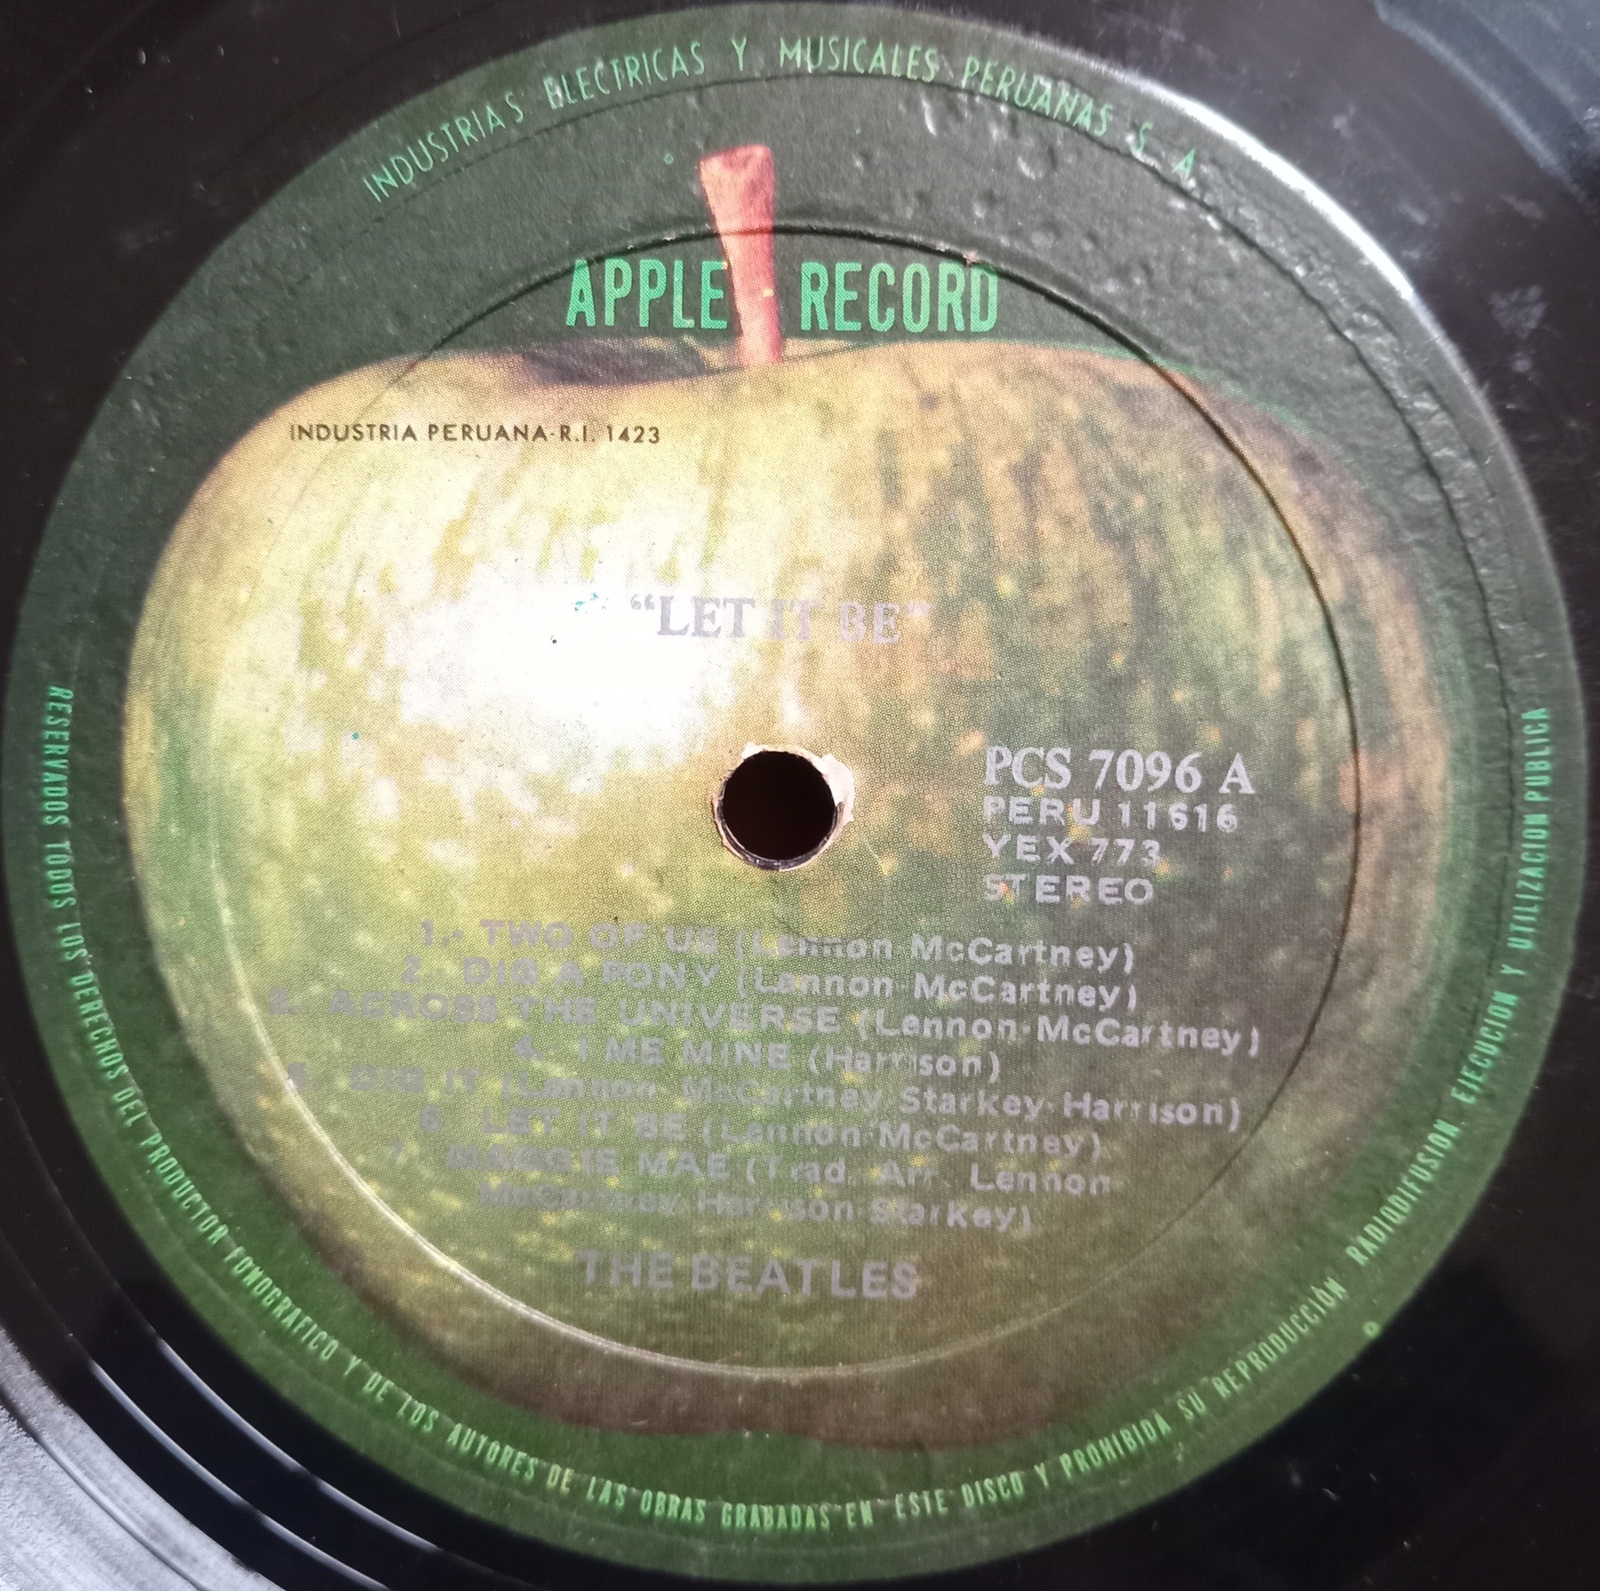 INDUSTRIAS ELECTRICAS Y MUSICALES PERUANAS S. A.
APPLE RECORD
INDUSTRIA PERUANA-R.I. 1423
“LET IT BE”
PCS 7096 A
PERU 11616
YEX 773
STEREO
1.- TWO OF US (Lennon-McCartney)
2. DIG A PONY (Lennon-McCartney)
3. ACROSS THE UNIVERSE (Lennon-McCartney)
4. I ME MINE (Harrison)
5. DIG IT (Lennon McCartney Starkey-Harrison)
6. LET IT BE (Lennon-McCartney)
7. MAGGIE MAE (Trad. Arr. Lennon
McCartney-Harrison-Starkey)
THE BEATLES
RESERVADOS TODOS LOS DERECHOS DEL PRODUCTOR FONOGRAFICO Y DE LOS AUTORES DE LAS OBRAS GRABADAS EN ESTE DISCO Y PROHIBIDA SU REPRODUCCIÓN RADIODIFUSION EJECUCION Y UTILIZACION PUBLICA